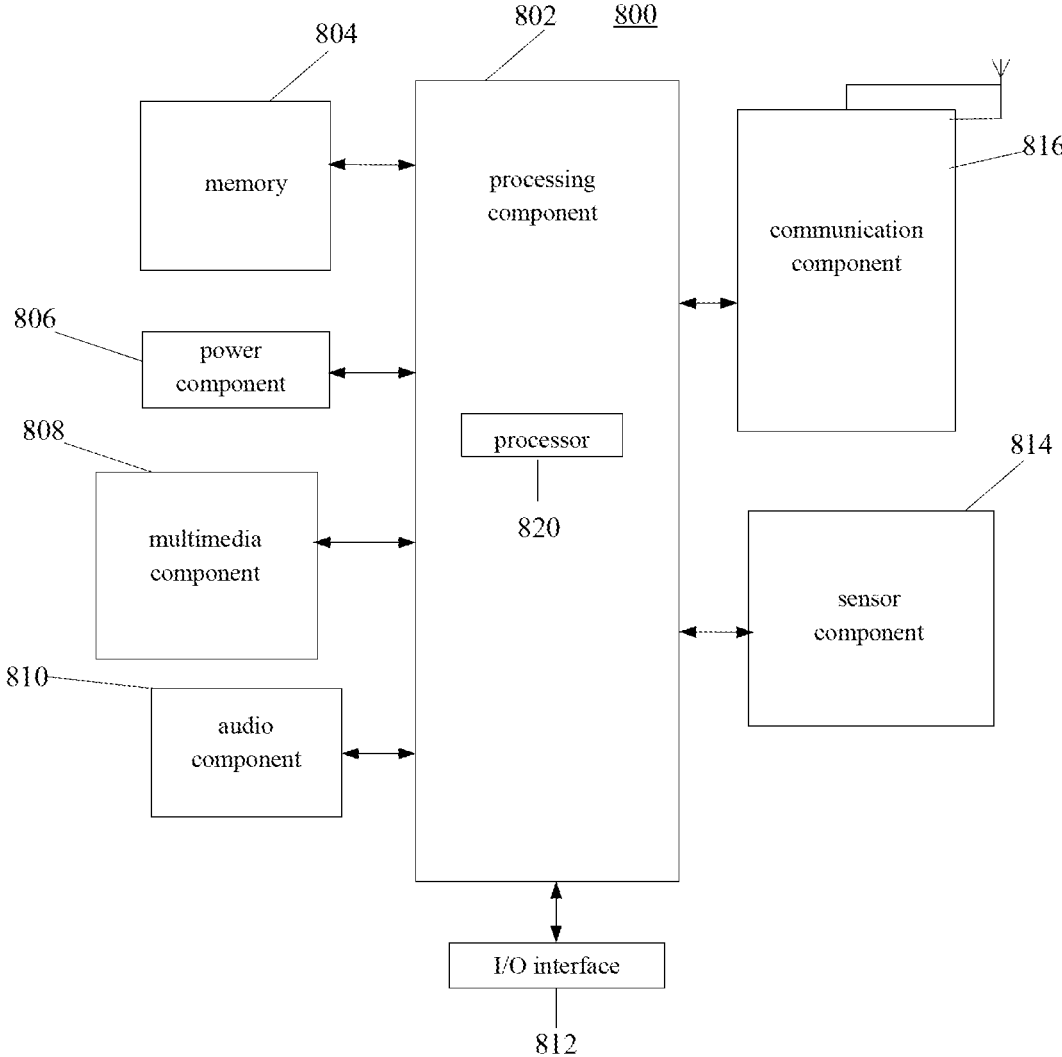 802
800
804
memory
processing
component
816
communication
component
806
power
component
808
processor
820
814
multimedia
component
sensor
component
810
audio
component
I/O interface
812